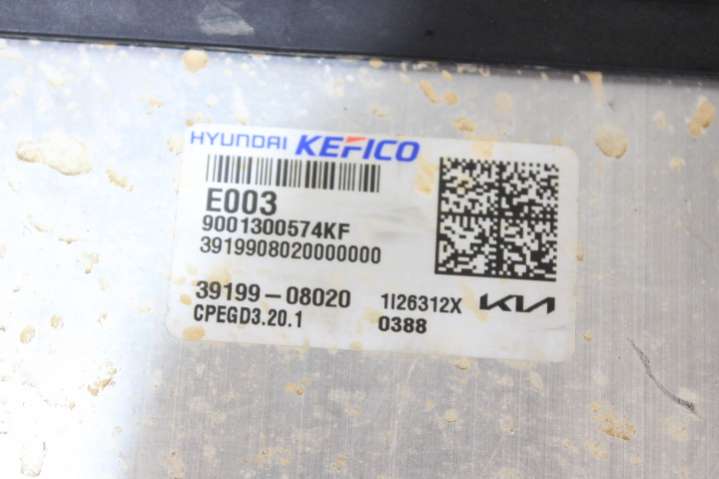 HYUNDAI KEFICO
E003
9001300574KF
3919908020000000
39199-08020 1I26312X KIA
CPEGD3.20.1 0388